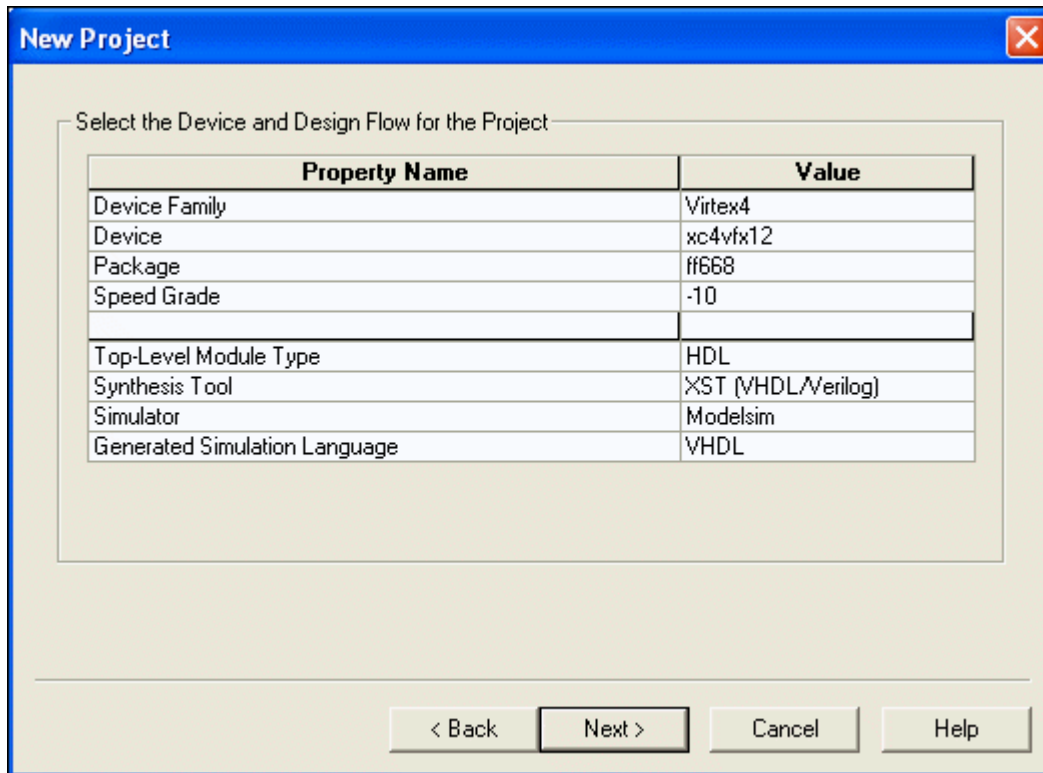 New Project
Select the Device and Design Flow for the Project
Property Name Value
Device Family Virtex4
Device xc4vfx12
Package ff668
Speed Grade -10
Top-Level Module Type HDL
Synthesis Tool XST (VHDL/Verilog)
Simulator Modelsim
Generated Simulation Language VHDL
< Back Next > Cancel Help